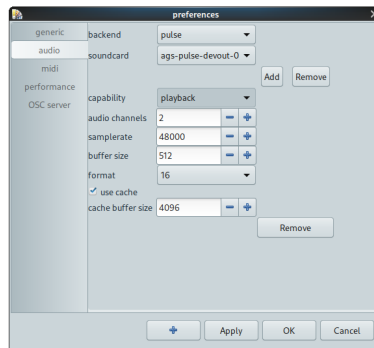 preferences
generic
audio
midi
performance
OSC server
backend pulse
soundcard ags-pulse-devout-0
Add Remove
capability playback
audio channels 2
samplerate 48000
buffer size 512
format 16
use cache
cache buffer size 4096
Remove
Apply OK Cancel